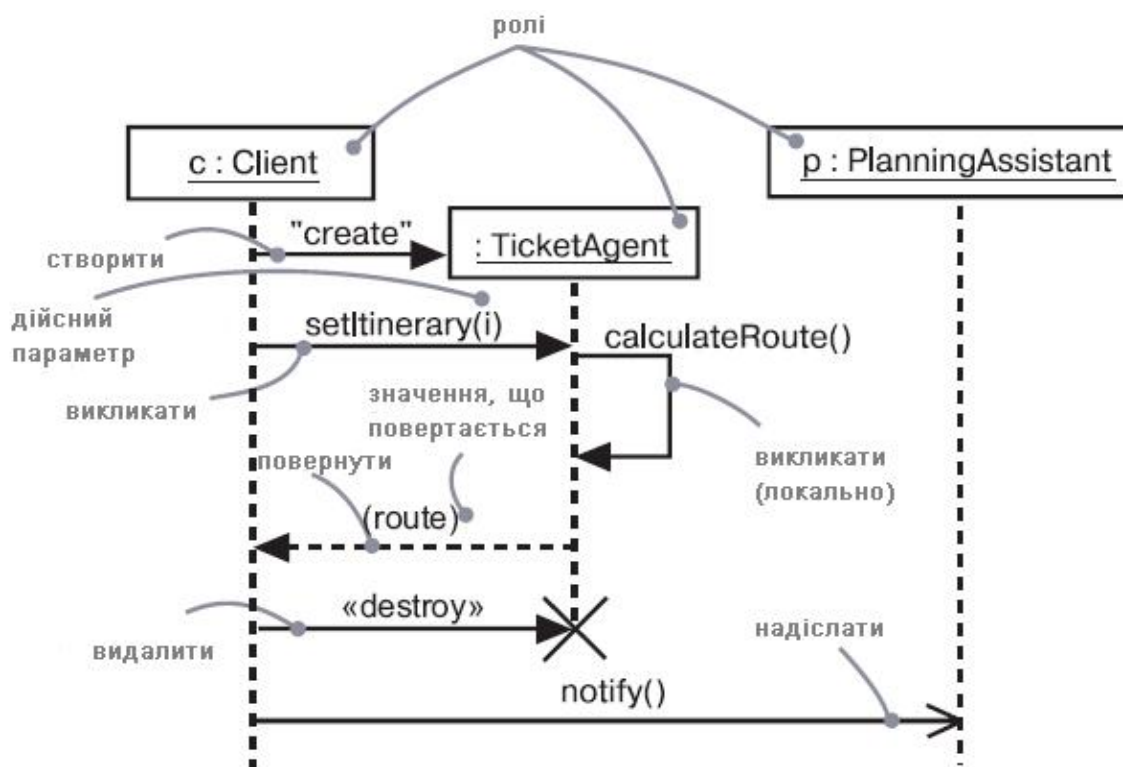 ролі
c : Client
p : PlanningAssistant
"create"
: TicketAgent
створити
дійсний
параметр
setItinerary(i)
calculateRoute()
викликати
значення, що
повертається
повернути
викликати
(локально)
(route)
«destroy»
видалити
надіслати
notify()